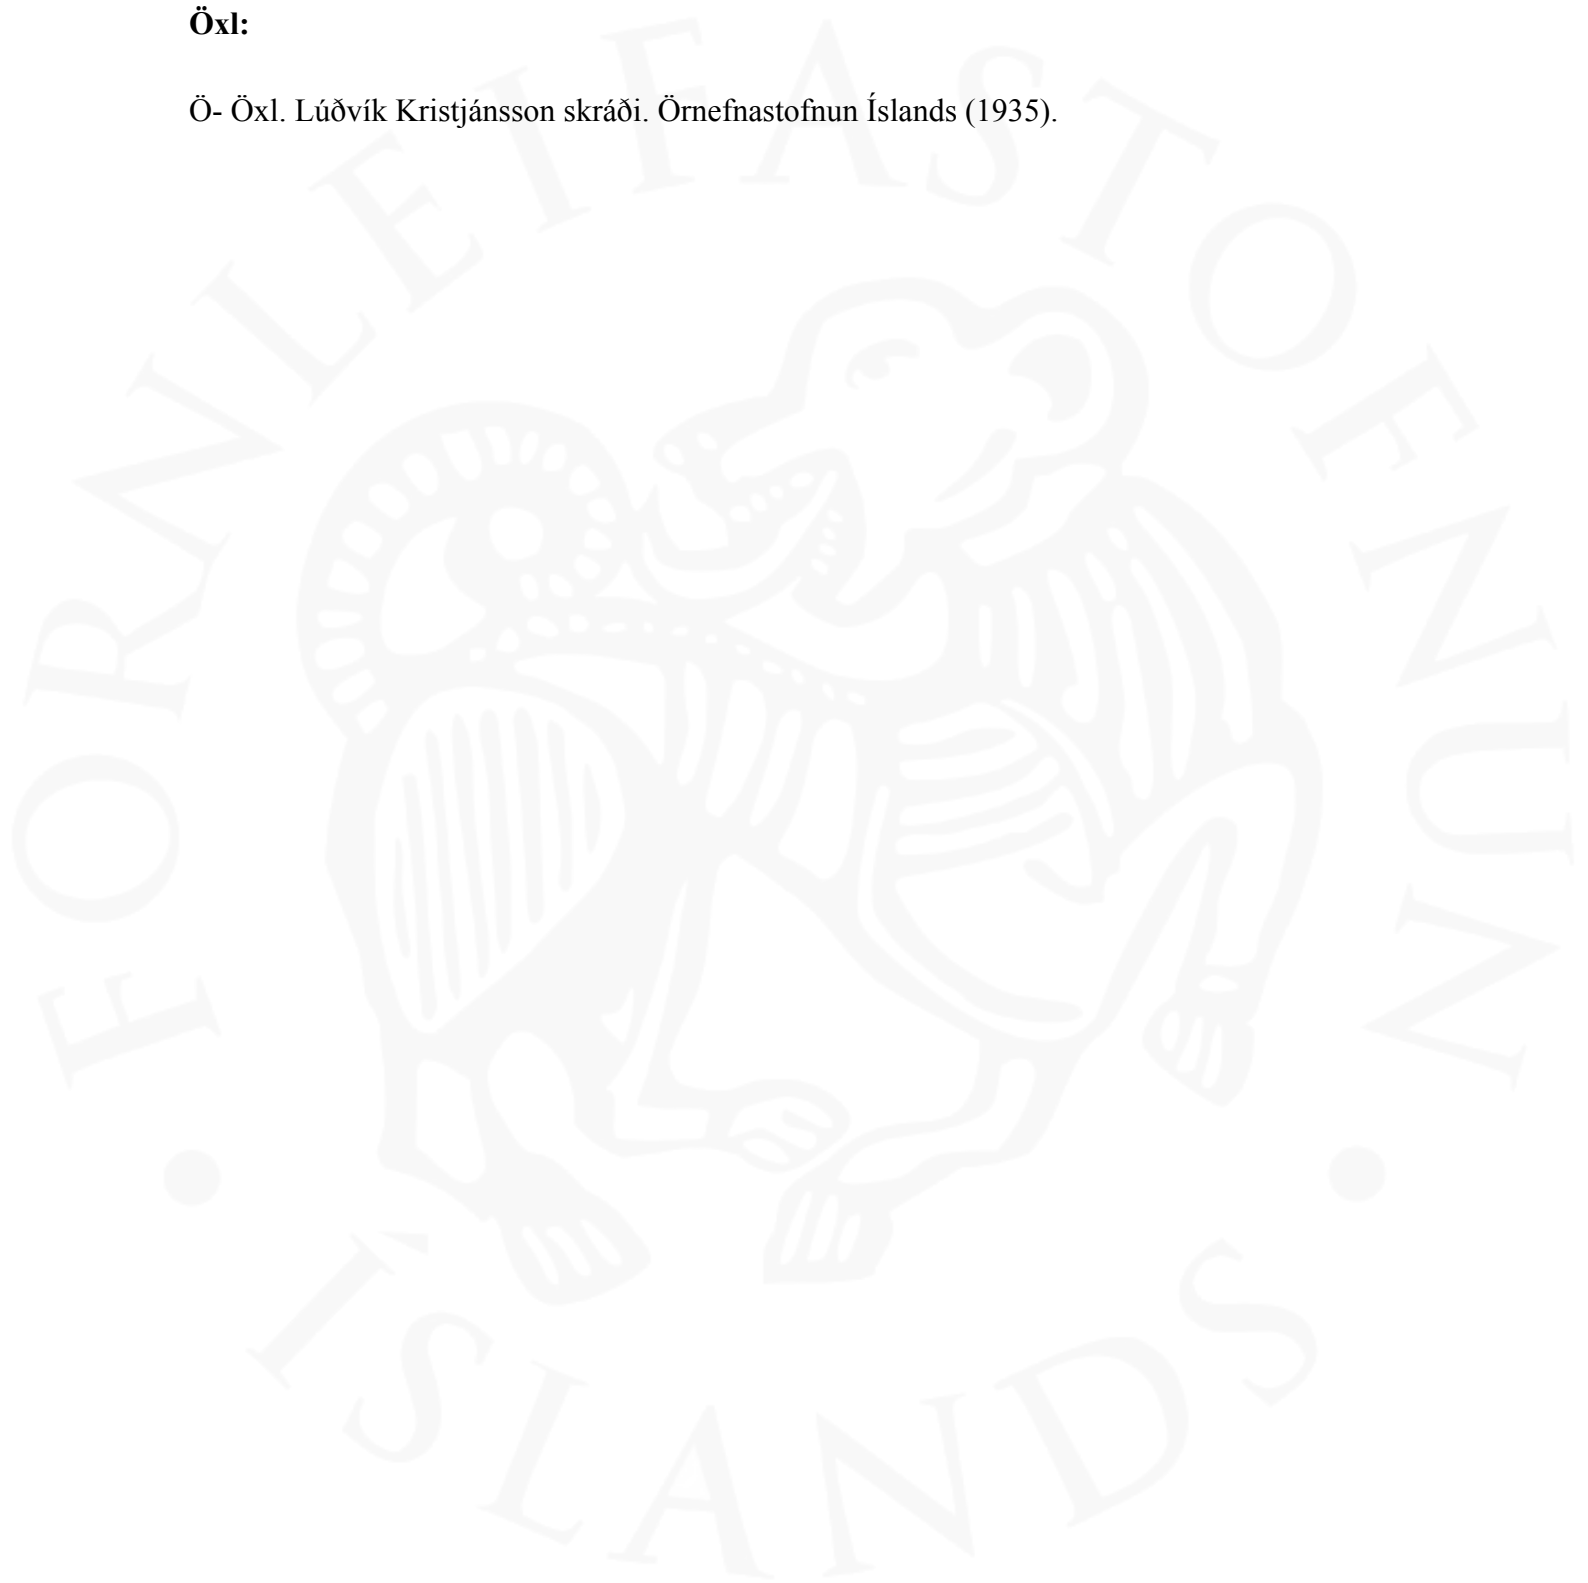 Öxl:
Ö- Öxl. Lúðvík Kristjánsson skráði. Örnefnastofnun Íslands (1935).
FORNLEIFASTOFNUN
• ÍSLANDS •